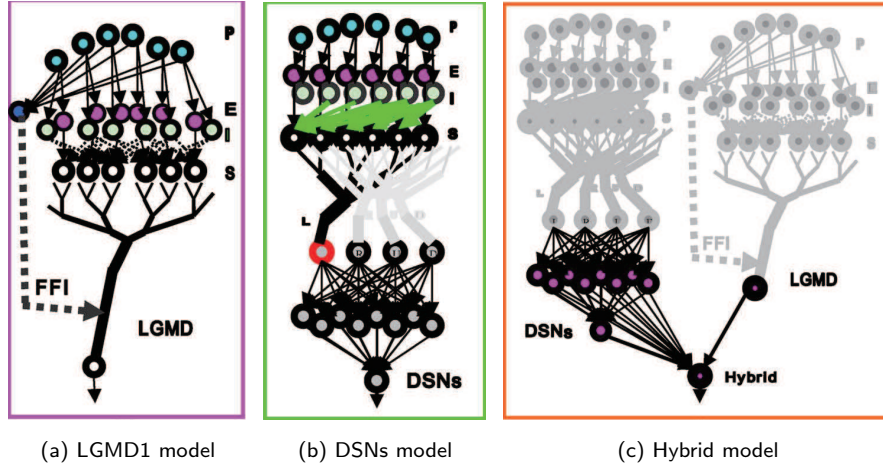 P
E
I
S
FFI
LGMD
P
E
I
S
L
D
D
DSNs
P
E
I
S
L
P
E
I
S
FFI
LGMD
DSNs
Hybrid
(a) LGMD1 model
(b) DSNs model
(c) Hybrid model